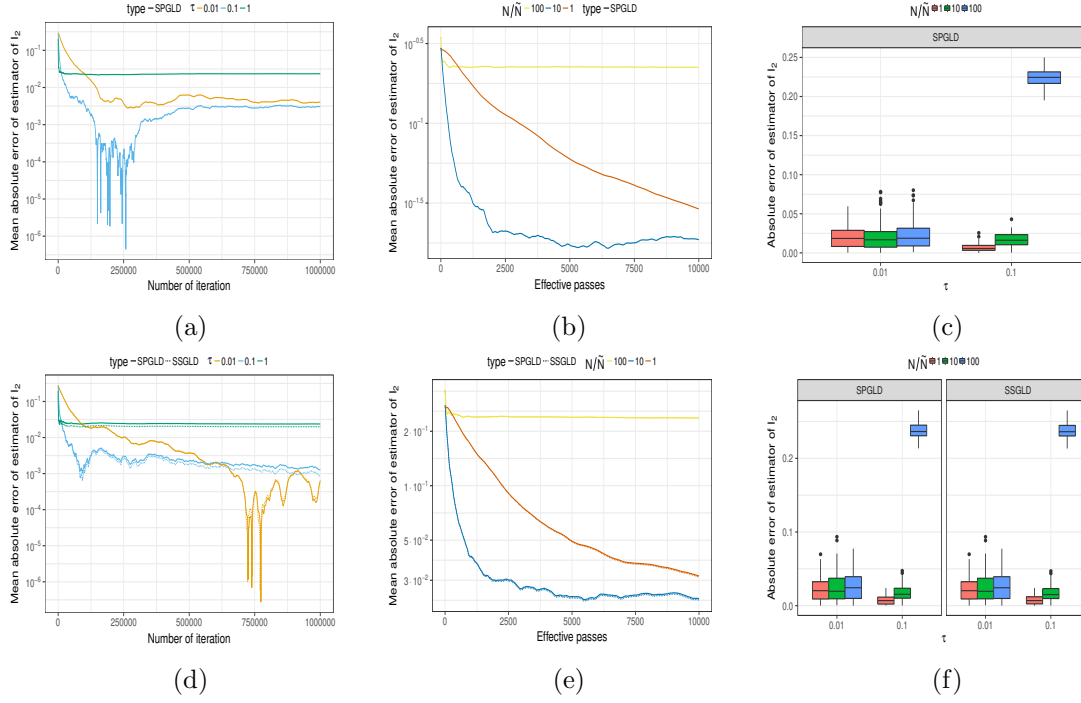 type −SPGLD τ −0.01 −0.1 −1
Mean absolute error of estimator of I₂
10⁻¹
10⁻²
10⁻³
10⁻⁴
10⁻⁵
10⁻⁶
0 250000 500000 750000 1000000
Number of iteration
(a)
N/Ñ −100 −10 −1 type −SPGLD
Mean absolute error of estimator of I₂
10⁻⁰·⁵
10⁻¹
10⁻¹·⁵
0 2500 5000 7500 10000
Effective passes
(b)
N/Ñ 1 10 100
SPGLD
Absolute error of estimator of I₂
0.25
0.20
0.15
0.10
0.05
0.00
0.01 0.1
τ
(c)
type −SPGLD ···SSGLD τ −0.01 −0.1 −1
Mean absolute error of estimator of I₂
10⁻¹
10⁻²
10⁻³
10⁻⁴
10⁻⁵
10⁻⁶
0 250000 500000 750000 1000000
Number of iteration
(d)
type −SPGLD ···SSGLD N/Ñ −100 −10 −1
Mean absolute error of estimator of I₂
2·10⁻¹
1·10⁻¹
5·10⁻²
3·10⁻²
0 2500 5000 7500 10000
Effective passes
(e)
N/Ñ 1 10 100
SPGLD SSGLD
Absolute error of estimator of I₂
0.2
0.1
0.0
0.01 0.1 0.01 0.1
τ
(f)